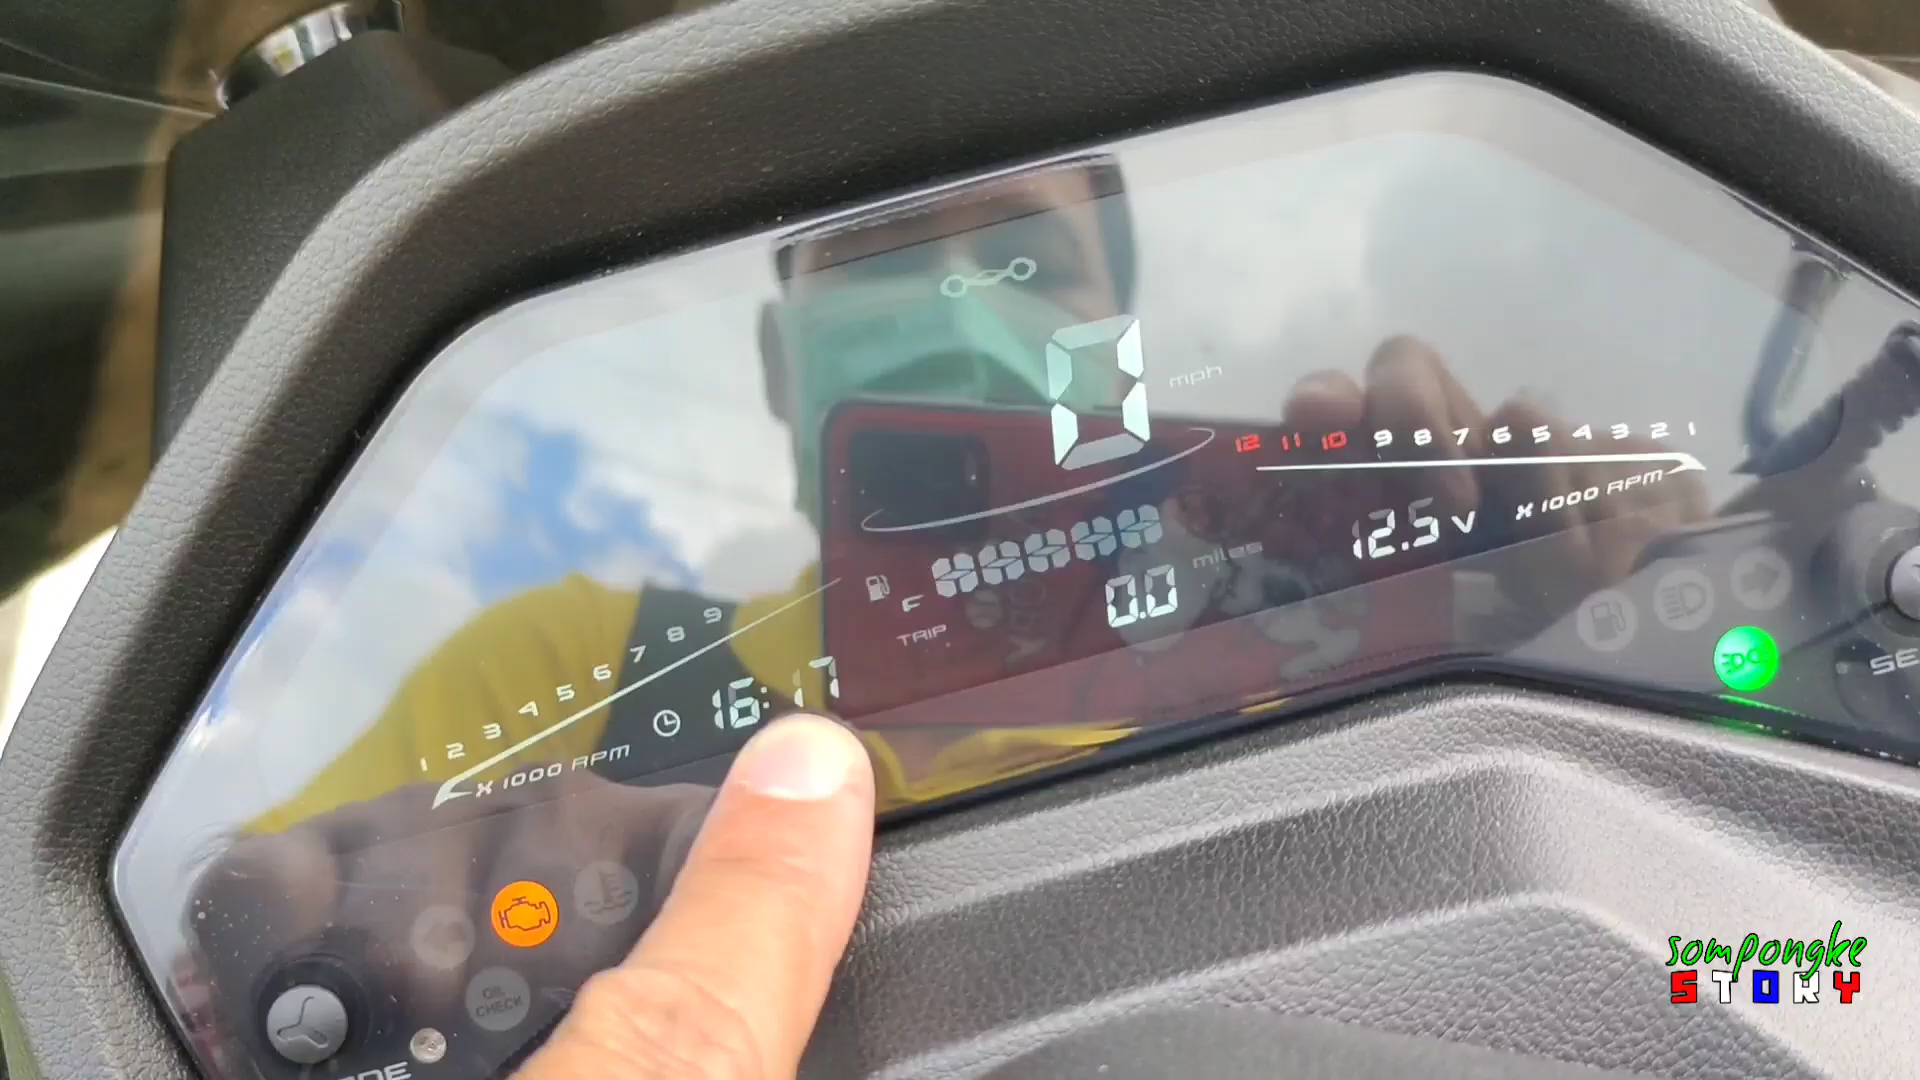 0 mph
12 11 10 9 8 7 6 5 4 3 2 1
X 1000 RPM
12.5 V
F
miles
TRIP
0.0
1 2 3 4 5 6 7 8 9
X 1000 RPM
16:17
OIL
CHECK
sompongke
STORY